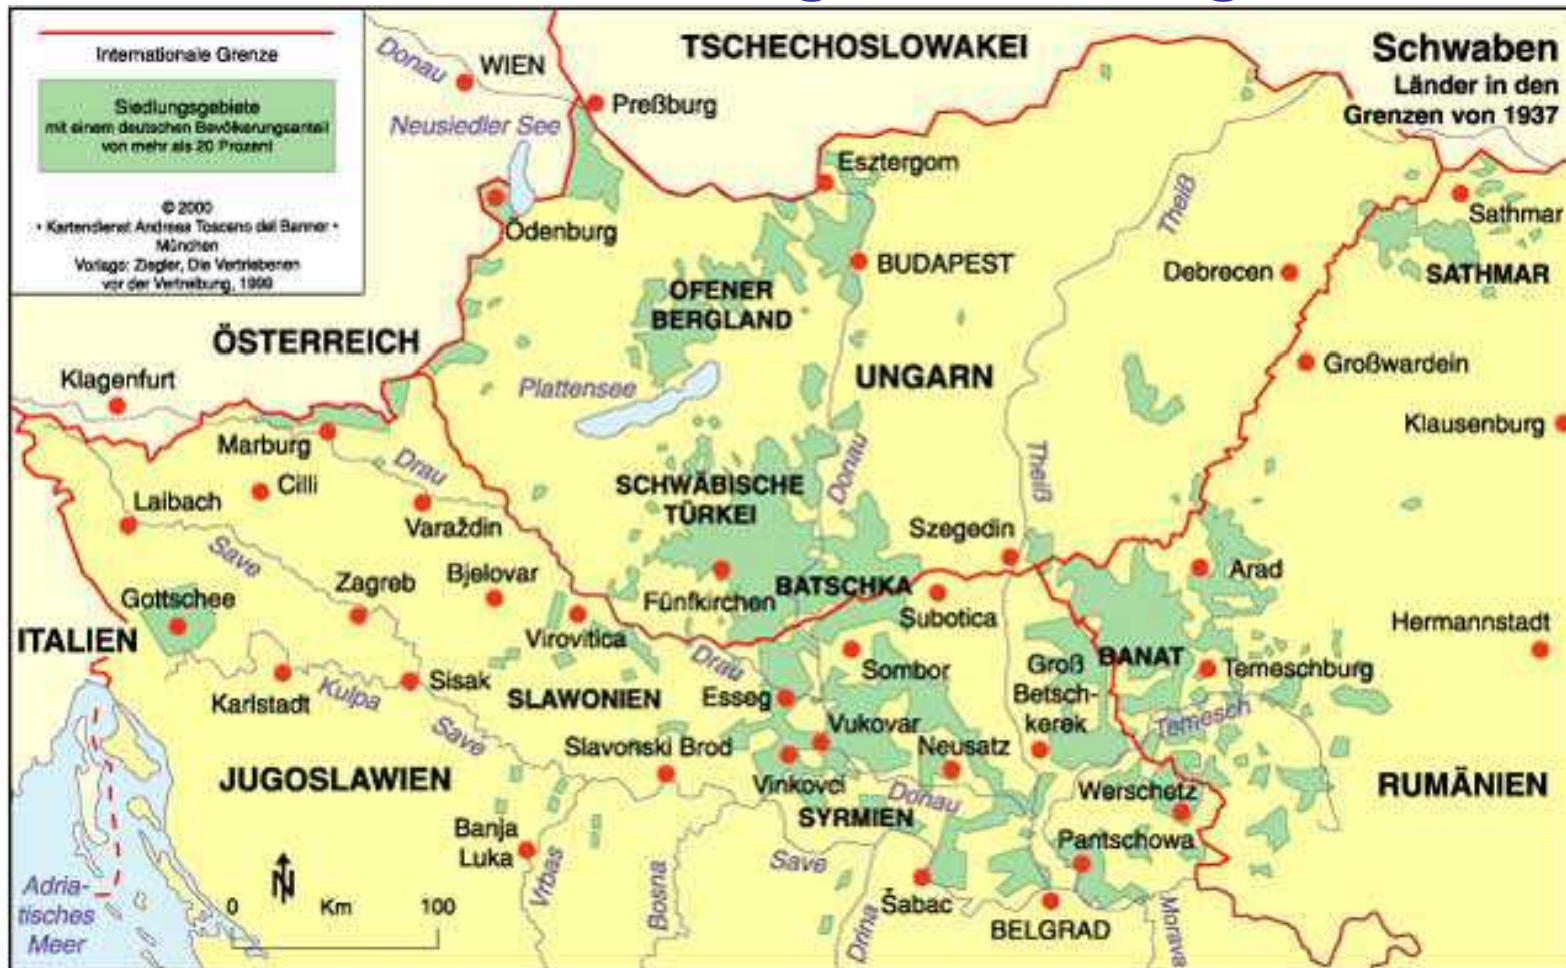 Internationale Grenze
Siedlungsgebiete
mit einem deutschen Bevölkerungsanteil
von mehr als 20 Prozent
© 2000
• Kartendienst Andreas Toscano del Banner •
München
Vorlage: Ziegler, Die Vertriebenen
vor der Vertreibung, 1999
Schwaben
Länder in den
Grenzen von 1937
TSCHECHOSLOWAKEI
Donau
WIEN
Preßburg
Neusiedler See
Esztergom
Theiß
Sathmar
Ödenburg
BUDAPEST
Debrecen
SATHMAR
OFENER
BERGLAND
ÖSTERREICH
Klagenfurt
Plattensee
UNGARN
Großwardein
Klausenburg
Marburg
Drau
Donau
Theiß
Cilli
Laibach
Varaždin
SCHWÄBISCHE
TÜRKEI
Szegedin
Save
Zagreb
Bjelovar
Gottschee
Virovitica
Fünfkirchen
BATSCHKA
Subotica
Arad
Hermannstadt
ITALIEN
Karlstadt
Kulpa
Sisak
SLAWONIEN
Drau
Esseg
Sombor
Groß
Betsch-
kerek
BANAT
Temeschburg
Temesch
Save
Slavonski Brod
Vukovar
Vinkovci
Neusatz
Donau
JUGOSLAWIEN
SYRMIEN
Werschetz
RUMÄNIEN
Pantschowa
Banja
Luka
Vrbas
Bosna
Save
Drina
Šabac
BELGRAD
Morava
Adria-
tisches
Meer
N
0 Km 100